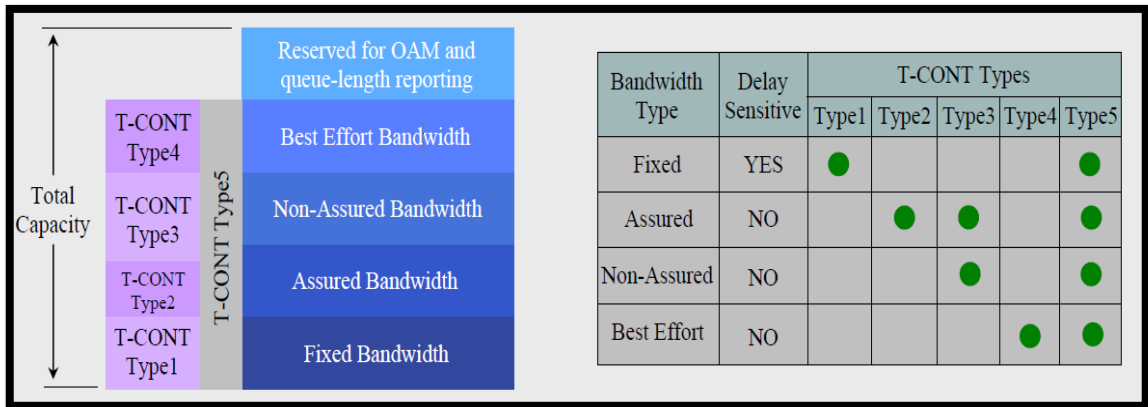 Total
Capacity
Reserved for OAM and
queue-length reporting
T-CONT
Type4
Best Effort Bandwidth
T-CONT
Type3
T-CONT Type5
Non-Assured Bandwidth
T-CONT
Type2
Assured Bandwidth
T-CONT
Type1
Fixed Bandwidth
Bandwidth
Type
Delay
Sensitive
T-CONT Types
Type1 Type2 Type3 Type4 Type5
Fixed YES
Assured NO
Non-Assured NO
Best Effort NO